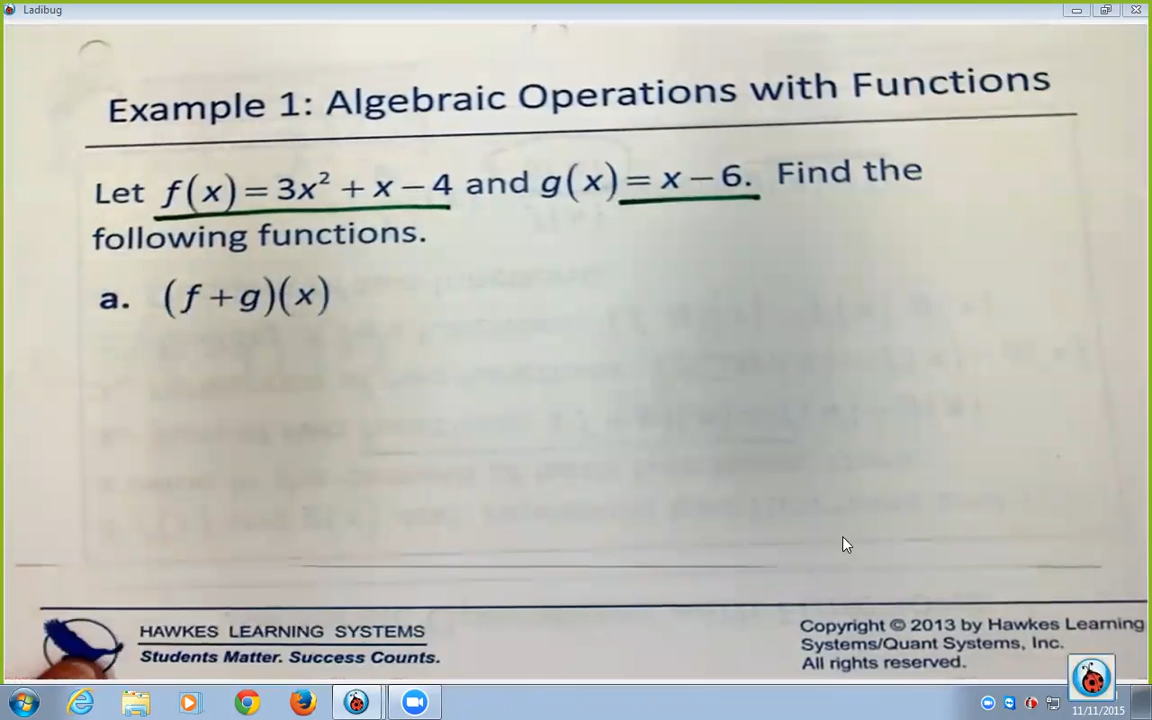 Ladibug
Example 1: Algebraic Operations with Functions
Let f(x) = 3x² + x − 4 and g(x) = x − 6. Find the
following functions.
a. (f + g)(x)
HAWKES LEARNING SYSTEMS
Students Matter. Success Counts.
Copyright © 2013 by Hawkes Learning
Systems/Quant Systems, Inc.
All rights reserved.
11/11/2015